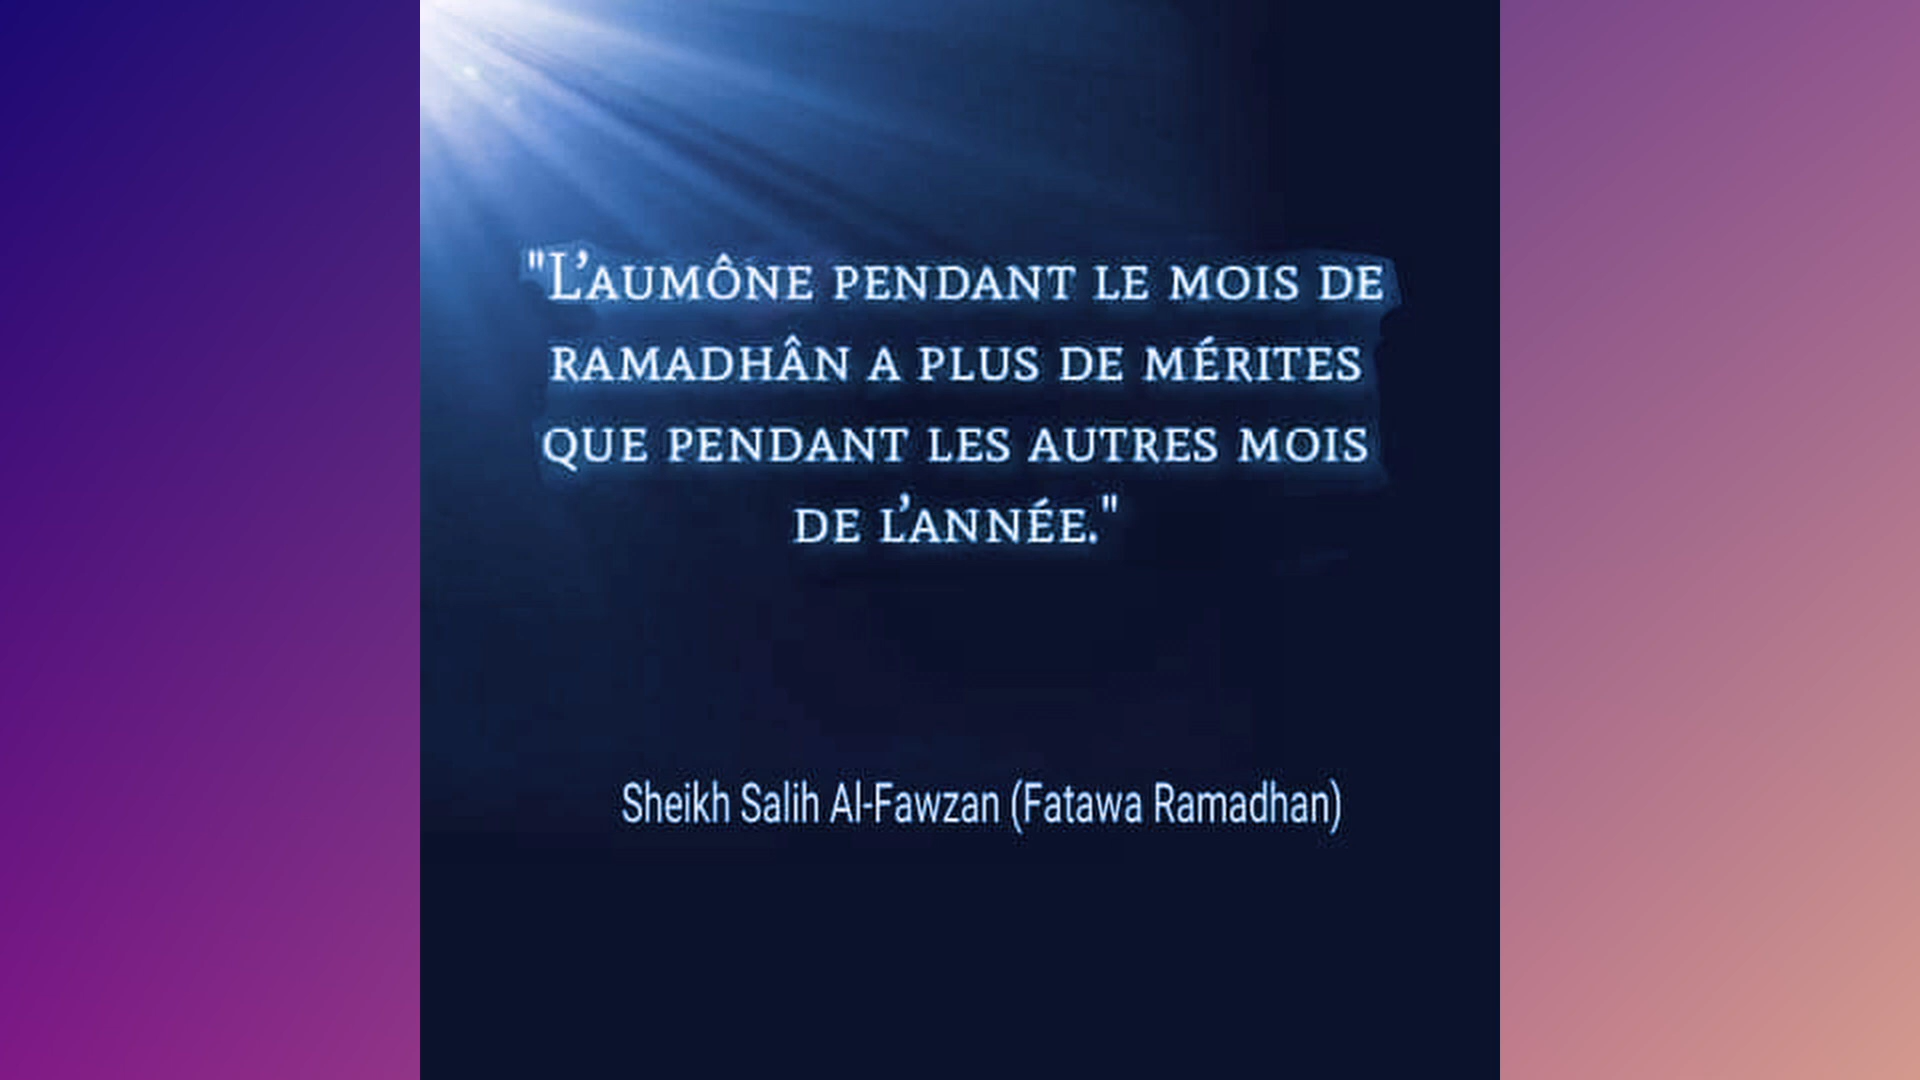 "L’AUMÔNE PENDANT LE MOIS DE
RAMADHÂN A PLUS DE MÉRITES
QUE PENDANT LES AUTRES MOIS
DE L’ANNÉE."
Sheikh Salih Al-Fawzan (Fatawa Ramadhan)